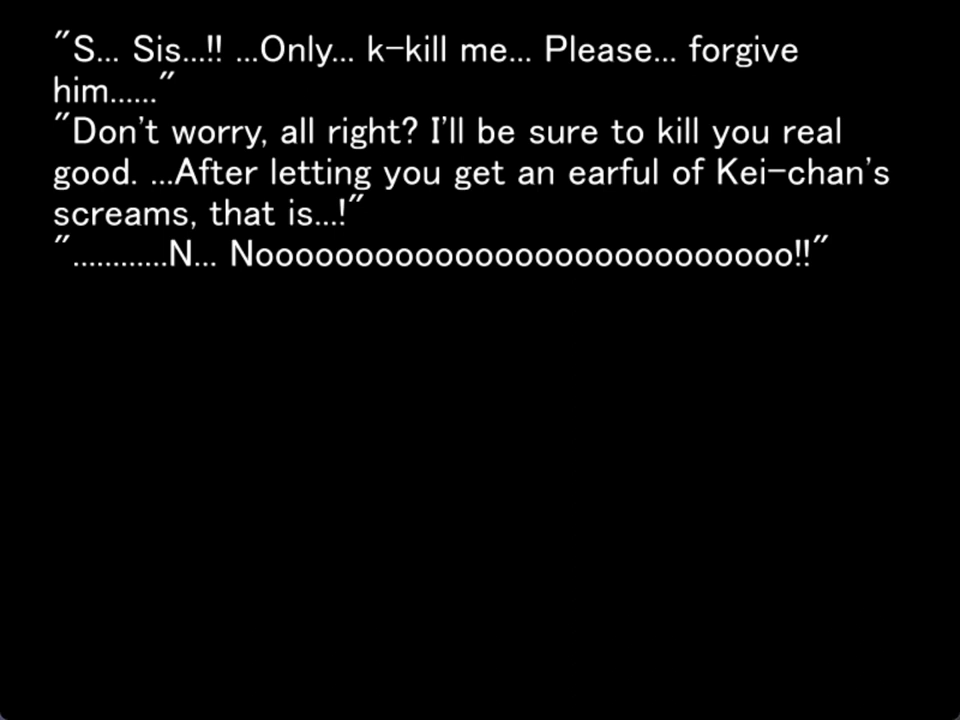 "S... Sis...!! ...Only... k-kill me... Please... forgive
him......"
"Don't worry, all right? I'll be sure to kill you real
good. ...After letting you get an earful of Kei-chan's
screams, that is...!"
"............N... Nooooooooooooooooooooooooooo!!"